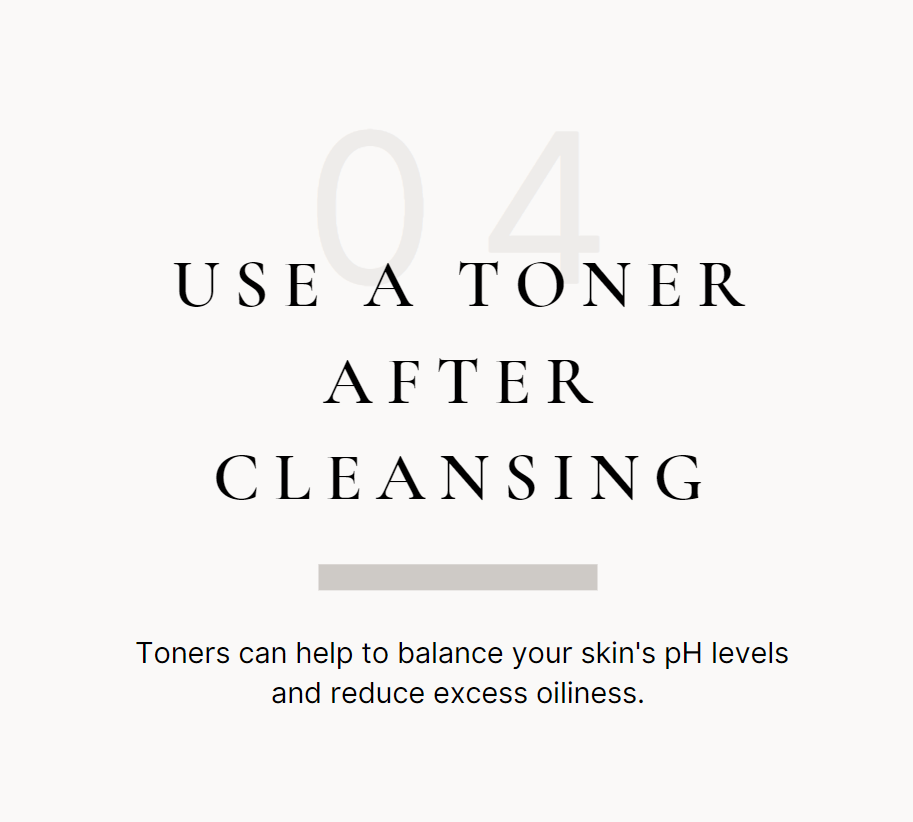 04
USE A TONER
AFTER
CLEANSING
Toners can help to balance your skin's pH levels
and reduce excess oiliness.